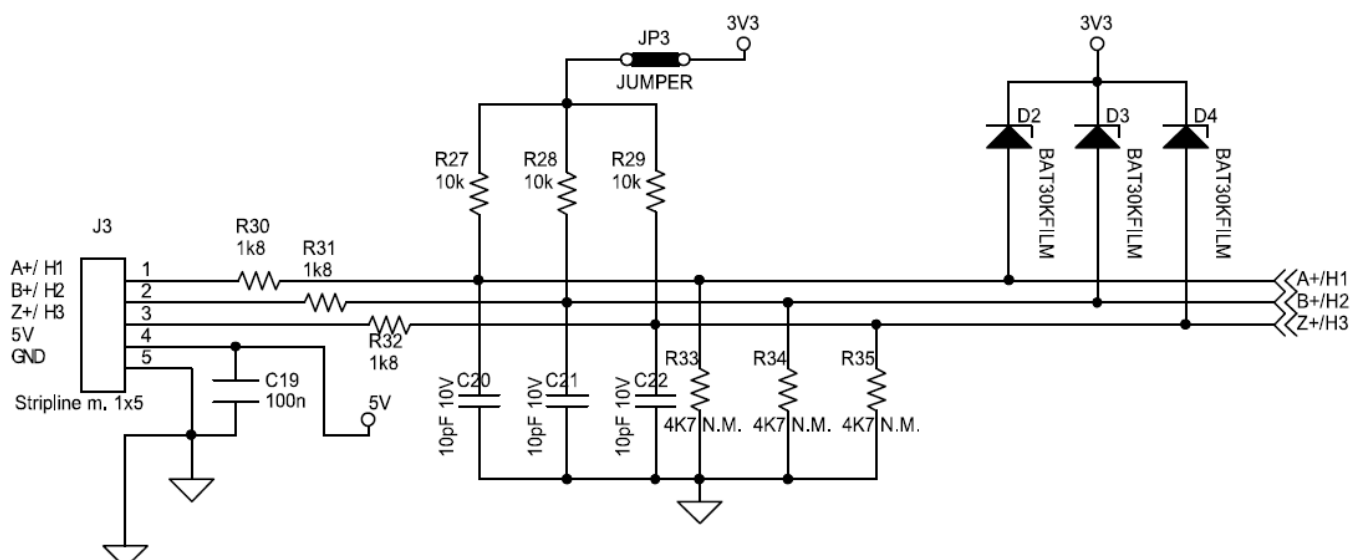 3V3
JP3
JUMPER
3V3
D2
BAT30KFILM
D3
BAT30KFILM
D4
BAT30KFILM
R27
10k
R28
10k
R29
10k
J3
R30
1k8
R31
1k8
R32
1k8
A+/ H1
B+/ H2
Z+/ H3
5V
GND
1
2
3
4
5
Stripline m. 1x5
A+/H1
B+/H2
Z+/H3
C19
100n
5V
C20
10pF 10V
C21
10pF 10V
C22
10pF 10V
R33
4K7 N.M.
R34
4K7 N.M.
R35
4K7 N.M.